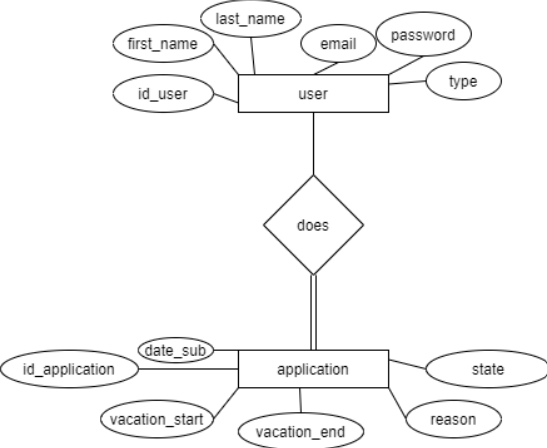 last_name
first_name
email
password
id_user
user
type
does
date_sub
id_application
application
state
vacation_start
vacation_end
reason